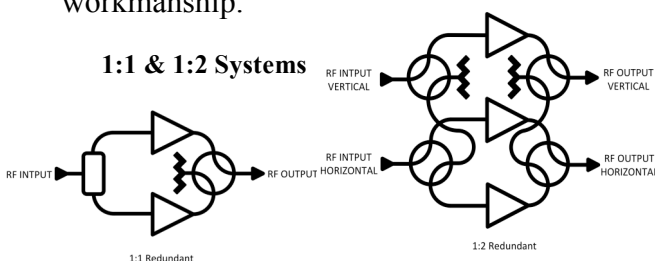 workmanship.
1:1 & 1:2 Systems
RF INTPUT
VERTICAL
RF OUTPUT
VERTICAL
RF INTPUT
HORIZONTAL
RF OUTPUT
HORIZONTAL
RF INTPUT
RF OUTPUT
1:2 Redundant
1:1 Redundant